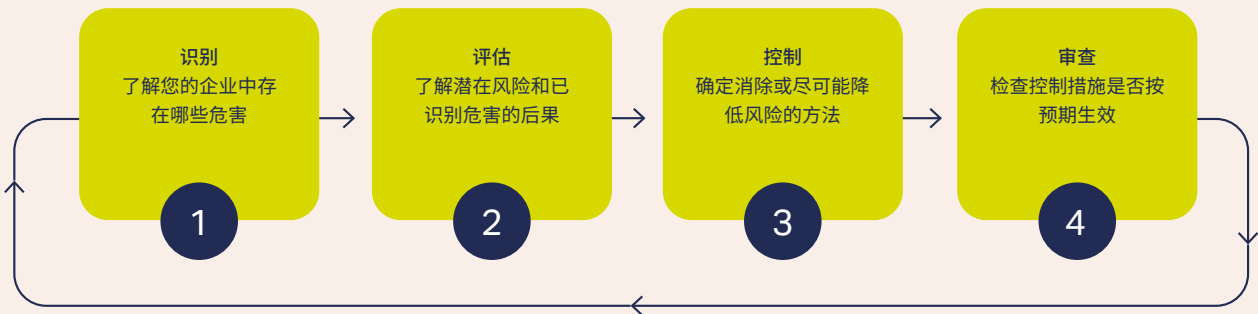 识别
了解您的企业中存
在哪些危害
1
评估
了解潜在风险和已
识别危害的后果
2
控制
确定消除或尽可能降
低风险的方法
3
审查
检查控制措施是否按
预期生效
4